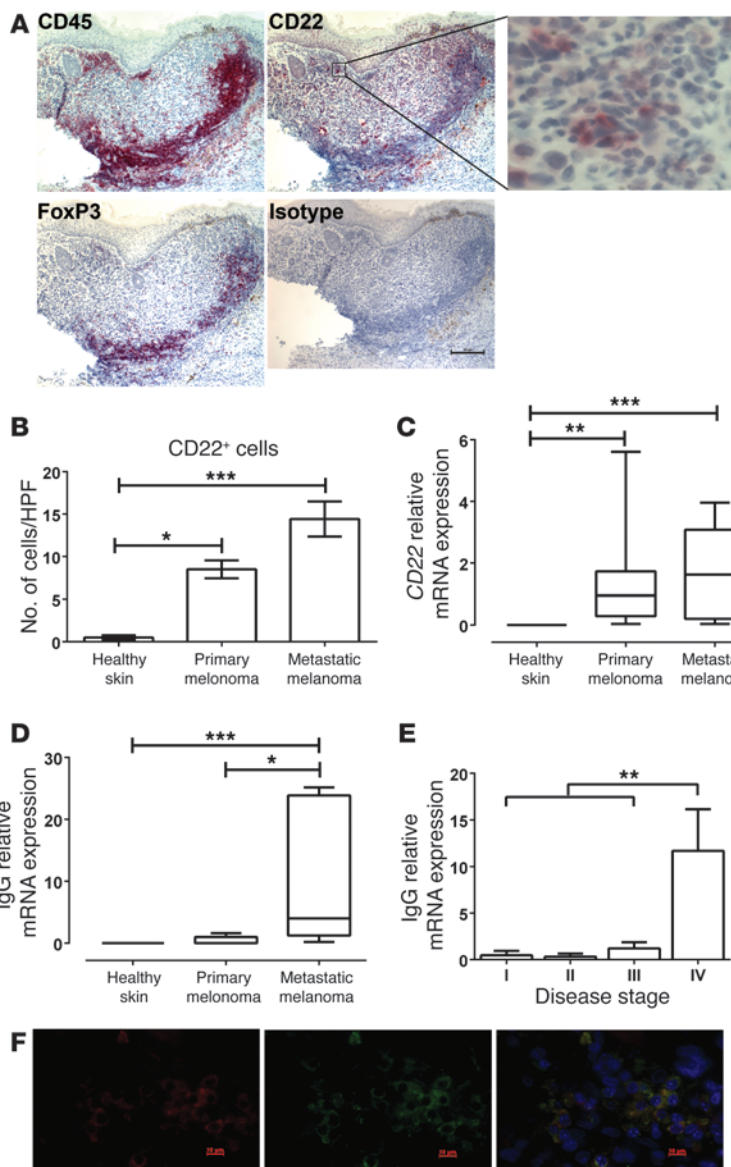 A
CD45
CD22
FoxP3
Isotype
B
CD22+ cells
No. of cells/HPF
20
15
10
5
0
***
*
Healthy skin
Primary melonoma
Metastatic melanoma
C
CD22 relative
mRNA expression
6
4
2
0
***
**
Healthy skin
Primary melonoma
Metasta
melano
D
IgG relative
mRNA expression
30
20
10
0
***
*
Healthy skin
Primary melonoma
Metastatic melanoma
E
IgG relative
mRNA expression
20
15
10
5
0
**
I II III IV
Disease stage
F